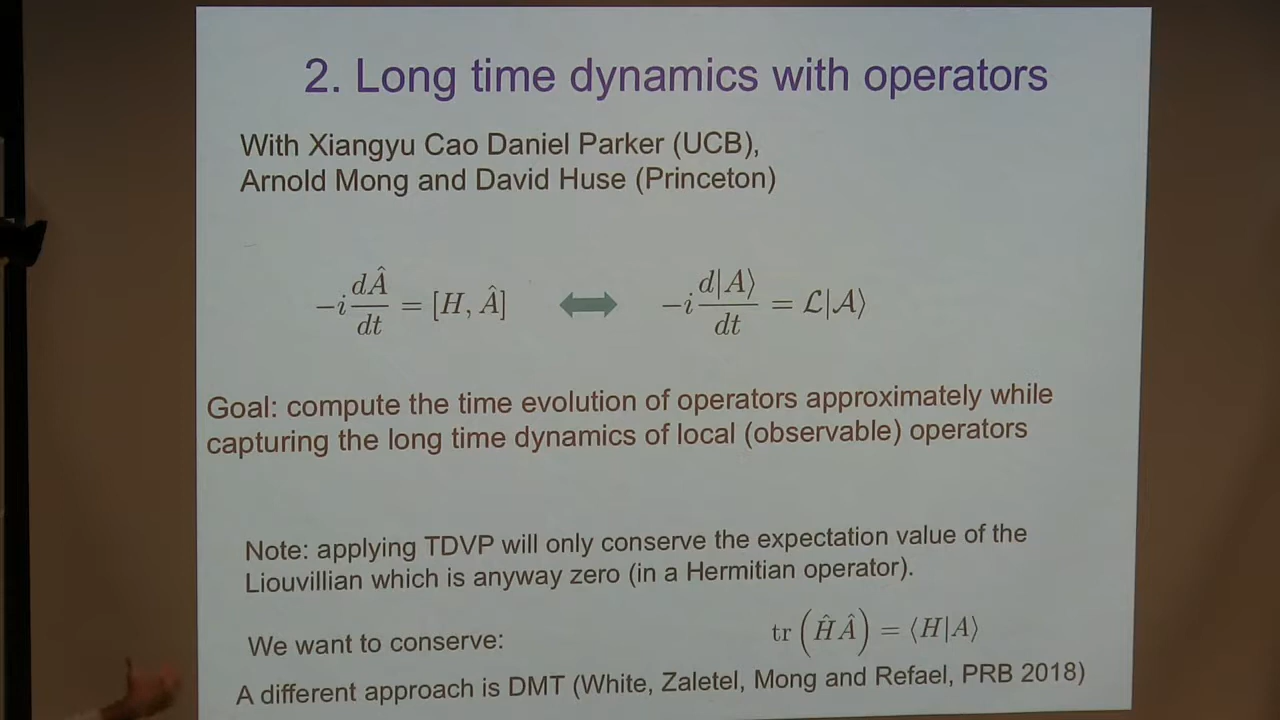 2. Long time dynamics with operators
With Xiangyu Cao Daniel Parker (UCB),
Arnold Mong and David Huse (Princeton)
−i dÂ/dt = [H, Â] ⟺ −i d|A⟩/dt = ℒ|𝒜⟩
Goal: compute the time evolution of operators approximately while
capturing the long time dynamics of local (observable) operators
Note: applying TDVP will only conserve the expectation value of the
Liouvillian which is anyway zero (in a Hermitian operator).
We want to conserve: tr (Ĥ Â) = ⟨H|A⟩
A different approach is DMT (White, Zaletel, Mong and Refael, PRB 2018)